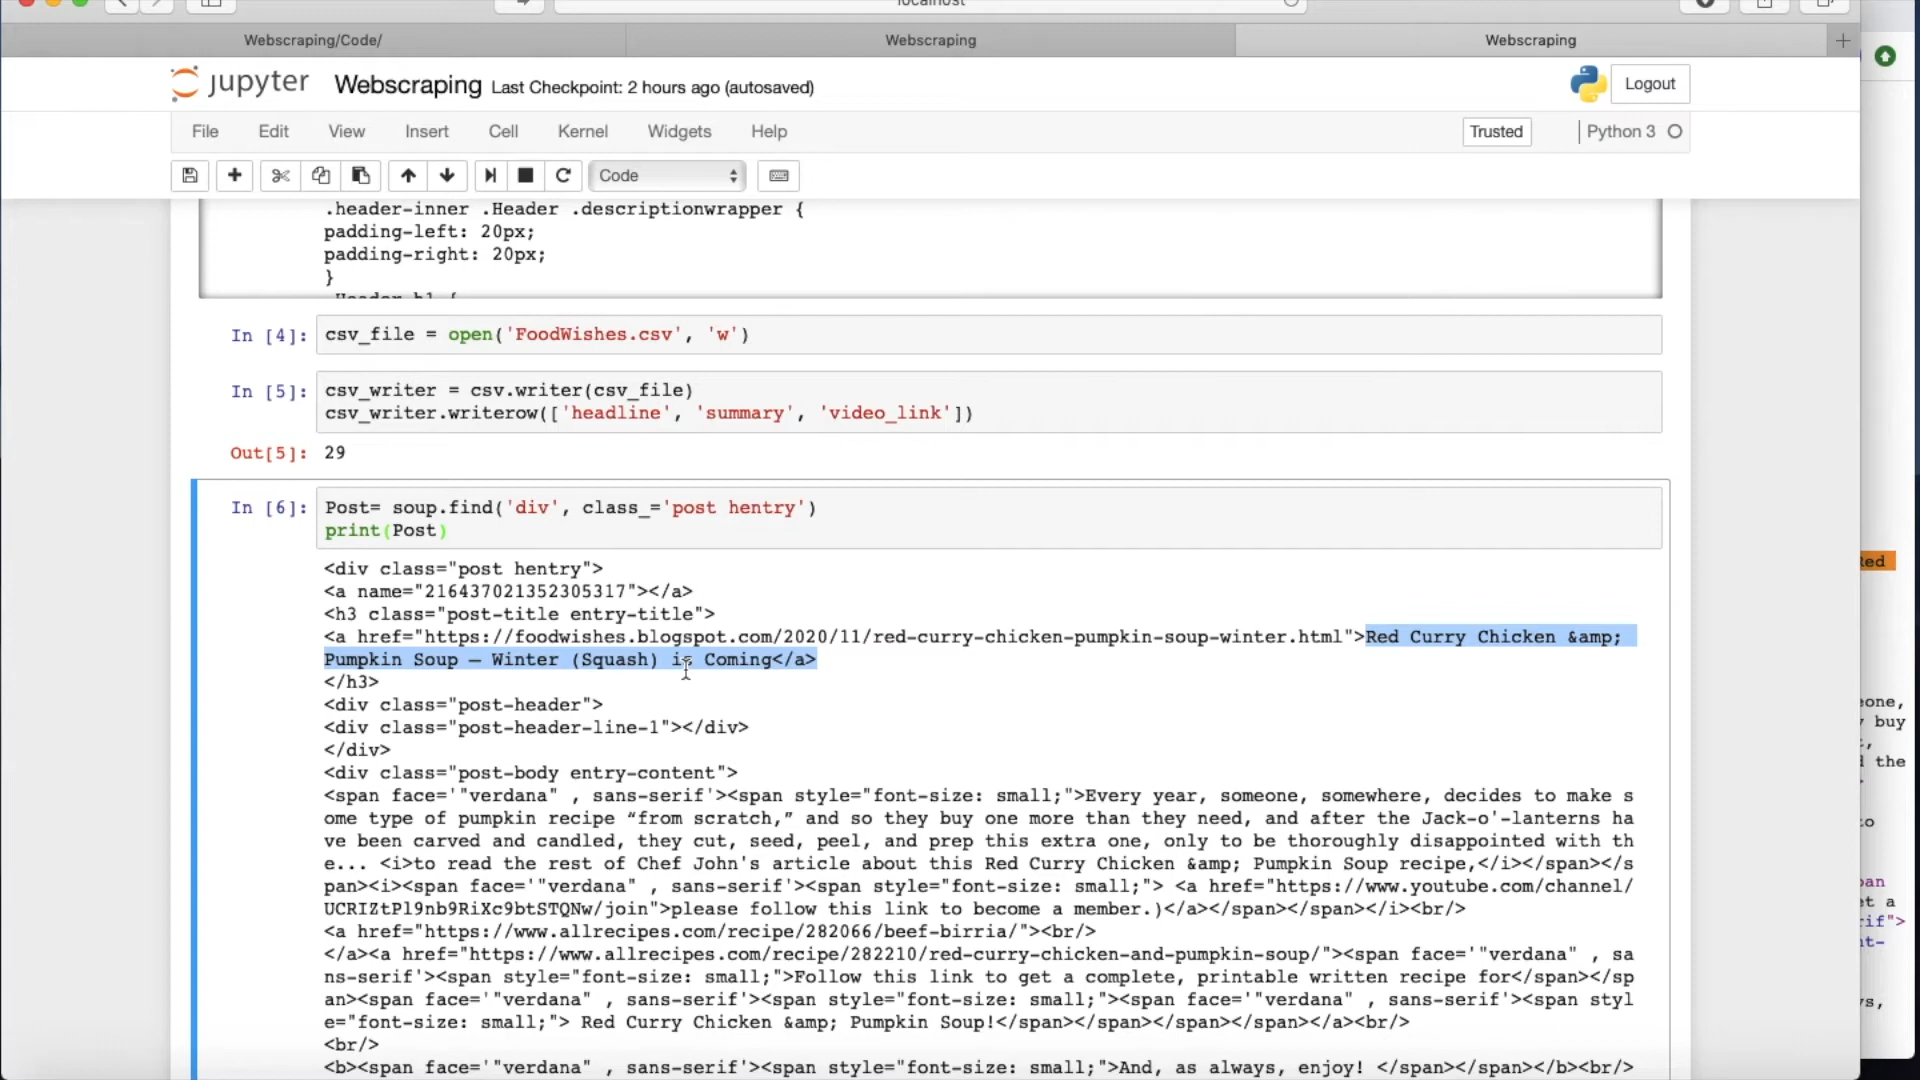 localhost
Webscraping/Code/
Webscraping
Webscraping
jupyter Webscraping Last Checkpoint: 2 hours ago (autosaved)
Logout
File Edit View Insert Cell Kernel Widgets Help
Trusted
Python 3
Code
.header-inner .Header .descriptionwrapper {
padding-left: 20px;
padding-right: 20px;
}
.Header h1 {
In [4]: csv_file = open('FoodWishes.csv', 'w')
In [5]: csv_writer = csv.writer(csv_file)
csv_writer.writerow(['headline', 'summary', 'video_link'])
Out[5]: 29
In [6]: Post= soup.find('div', class_='post hentry')
print(Post)
<div class="post hentry">
<a name="216437021352305317"></a>
<h3 class="post-title entry-title">
<a href="https://foodwishes.blogspot.com/2020/11/red-curry-chicken-pumpkin-soup-winter.html">Red Curry Chicken &amp;
Pumpkin Soup – Winter (Squash) is Coming</a>
</h3>
<div class="post-header">
<div class="post-header-line-1"></div>
</div>
<div class="post-body entry-content">
<span face='"verdana" , sans-serif'><span style="font-size: small;">Every year, someone, somewhere, decides to make s
ome type of pumpkin recipe “from scratch,” and so they buy one more than they need, and after the Jack-o'-lanterns ha
ve been carved and candled, they cut, seed, peel, and prep this extra one, only to be thoroughly disappointed with th
e... <i>to read the rest of Chef John's article about this Red Curry Chicken &amp; Pumpkin Soup recipe,</i></span></s
pan><i><span face='"verdana" , sans-serif'><span style="font-size: small;"> <a href="https://www.youtube.com/channel/
UCRIZtPl9nb9RiXc9btSTQNw/join">please follow this link to become a member.)</a></span></span></i><br/>
<a href="https://www.allrecipes.com/recipe/282066/beef-birria/"><br/>
</a><a href="https://www.allrecipes.com/recipe/282210/red-curry-chicken-and-pumpkin-soup/"><span face='"verdana" , sa
ns-serif'><span style="font-size: small;">Follow this link to get a complete, printable written recipe for</span></sp
an><span face='"verdana" , sans-serif'><span style="font-size: small;"><span face='"verdana" , sans-serif'><span styl
e="font-size: small;"> Red Curry Chicken &amp; Pumpkin Soup!</span></span></span></span></a><br/>
<br/>
<b><span face='"verdana" , sans-serif'><span style="font-size: small;">And, as always, enjoy! </span></span></b><br/>